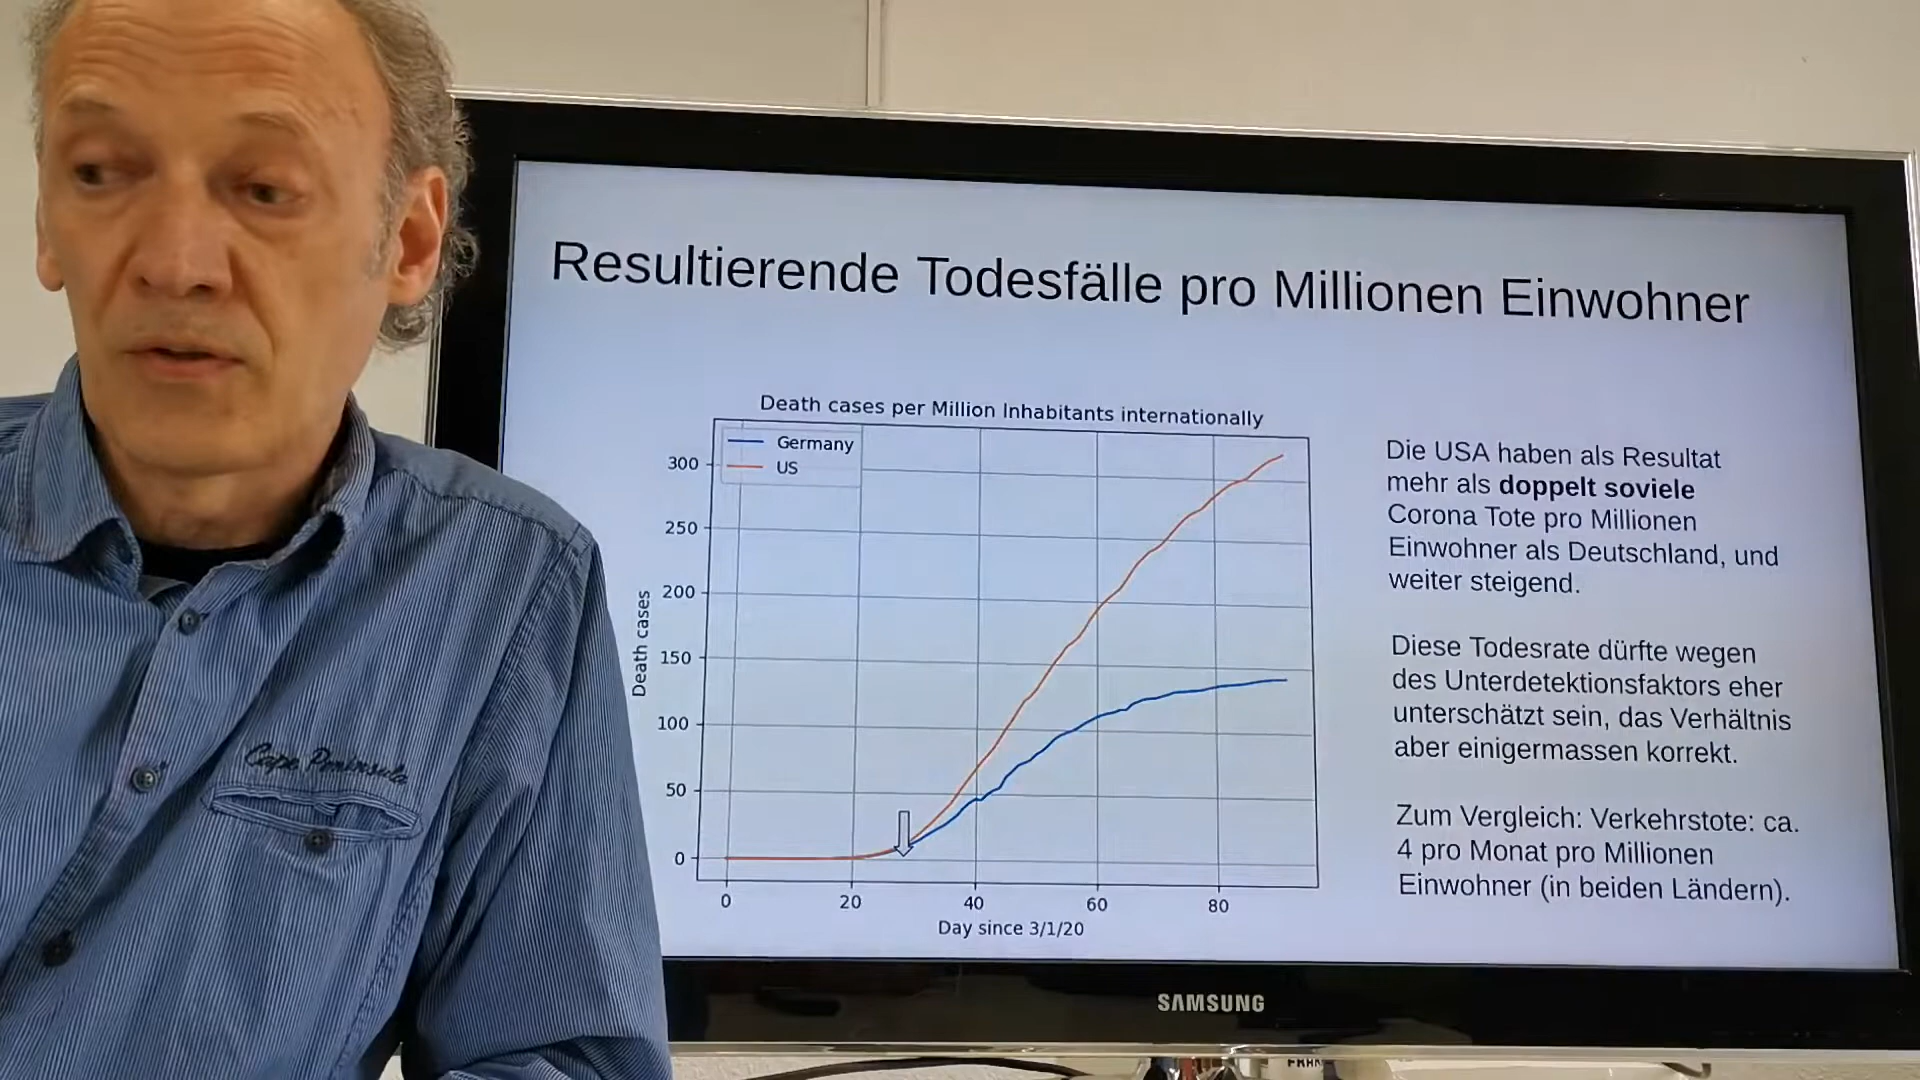 Resultierende Todesfälle pro Millionen Einwohner
Death cases per Million Inhabitants internationally
Germany
US
300
250
200
150
100
50
0
Death cases
0 20 40 60 80
Day since 3/1/20
Die USA haben als Resultat
mehr als doppelt soviele
Corona Tote pro Millionen
Einwohner als Deutschland, und
weiter steigend.
Diese Todesrate dürfte wegen
des Unterdetektionsfaktors eher
unterschätzt sein, das Verhältnis
aber einigermassen korrekt.
Zum Vergleich: Verkehrstote: ca.
4 pro Monat pro Millionen
Einwohner (in beiden Ländern).
Cape Peninsula
SAMSUNG